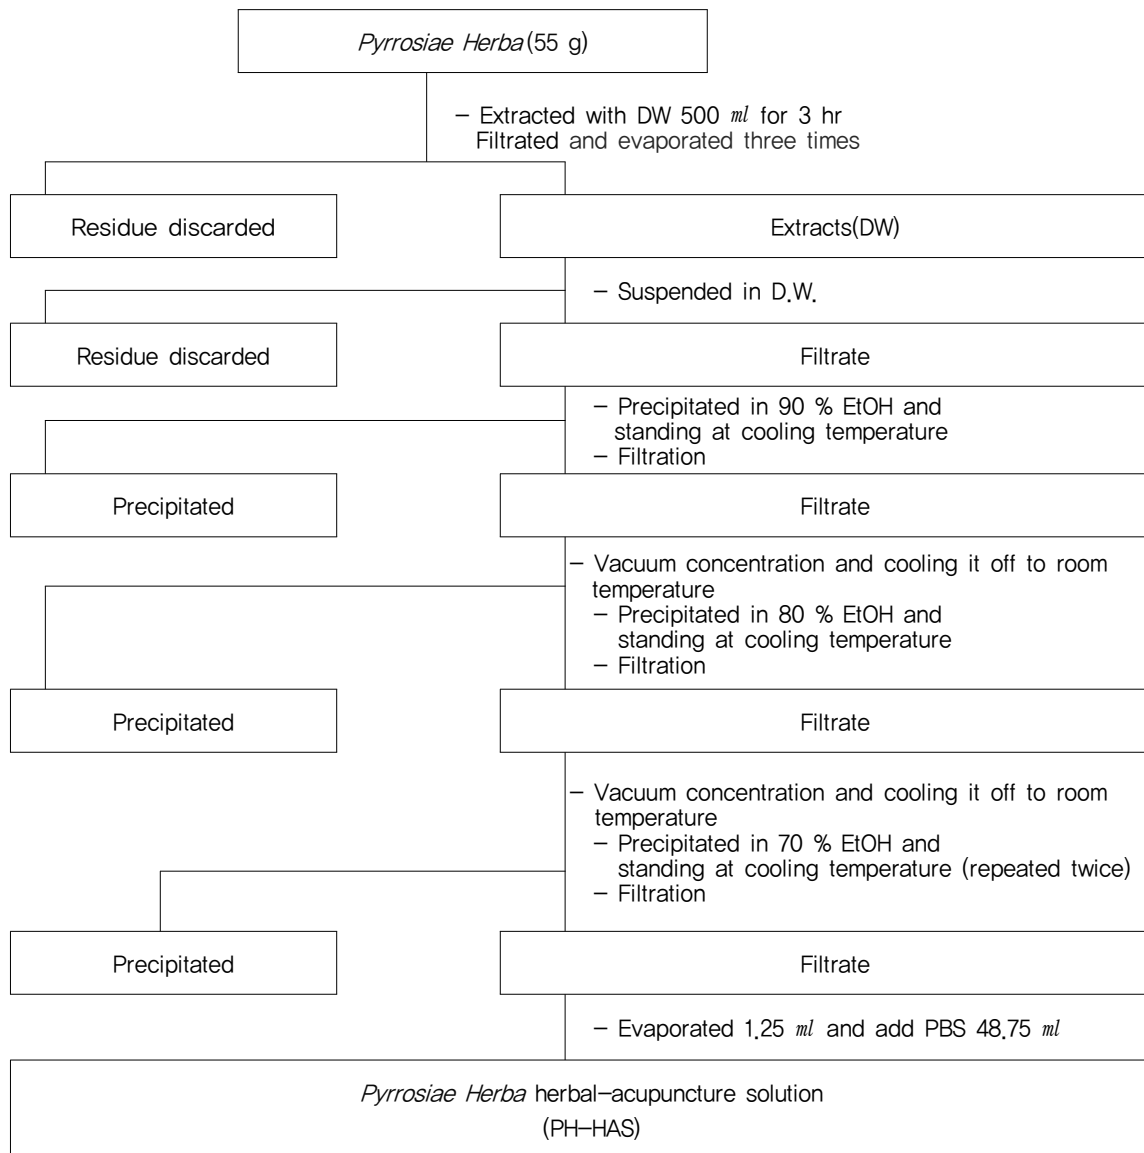 Pyrrosiae Herba(55 g)
- Extracted with DW 500 ml for 3 hr
Filtrated and evaporated three times
Residue discarded
Extracts(DW)
- Suspended in D.W.
Residue discarded
Filtrate
- Precipitated in 90 % EtOH and
standing at cooling temperature
- Filtration
Precipitated
Filtrate
- Vacuum concentration and cooling it off to room
temperature
- Precipitated in 80 % EtOH and
standing at cooling temperature
- Filtration
Precipitated
Filtrate
- Vacuum concentration and cooling it off to room
temperature
- Precipitated in 70 % EtOH and
standing at cooling temperature (repeated twice)
- Filtration
Precipitated
Filtrate
- Evaporated 1.25 ml and add PBS 48.75 ml
Pyrrosiae Herba herbal-acupuncture solution
(PH-HAS)